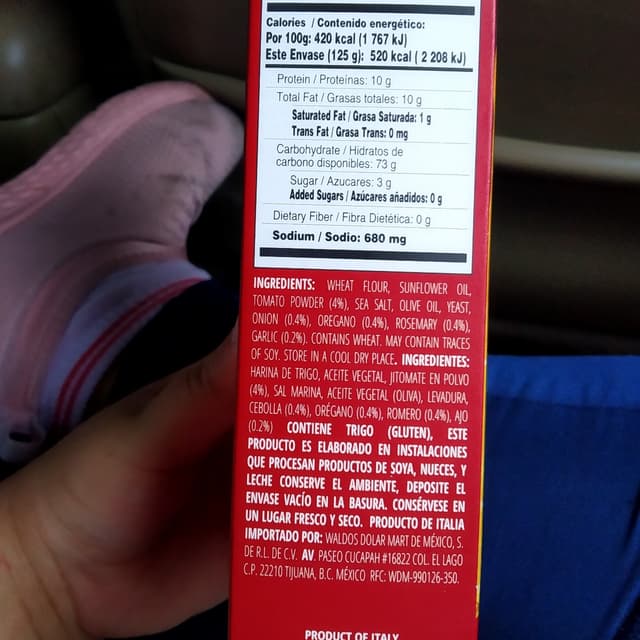 Calories / Contenido energético:
Por 100g: 420 kcal (1 767 kJ)
Este Envase (125 g): 520 kcal ( 2 208 kJ)
Protein / Proteínas: 10 g
Total Fat / Grasas totales: 10 g
Saturated Fat / Grasa Saturada: 1 g
Trans Fat / Grasa Trans: 0 mg
Carbohydrate / Hidratos de
carbono disponibles: 73 g
Sugar / Azucares: 3 g
Added Sugars / Azúcares añadidos: 0 g
Dietary Fiber / Fibra Dietética: 0 g
Sodium / Sodio: 680 mg
INGREDIENTS: WHEAT FLOUR, SUNFLOWER OIL,
TOMATO POWDER (4%), SEA SALT, OLIVE OIL, YEAST,
ONION (0.4%), OREGANO (0.4%), ROSEMARY (0.4%),
GARLIC (0.2%). CONTAINS WHEAT. MAY CONTAIN TRACES
OF SOY. STORE IN A COOL DRY PLACE. INGREDIENTES:
HARINA DE TRIGO, ACEITE VEGETAL, JITOMATE EN POLVO
(4%), SAL MARINA, ACEITE VEGETAL (OLIVA), LEVADURA,
CEBOLLA (0.4%), ORÉGANO (0.4%), ROMERO (0.4%), AJO
(0.2%) CONTIENE TRIGO (GLUTEN), ESTE
PRODUCTO ES ELABORADO EN INSTALACIONES
QUE PROCESAN PRODUCTOS DE SOYA, NUECES, Y
LECHE CONSERVE EL AMBIENTE, DEPOSITE EL
ENVASE VACÍO EN LA BASURA. CONSÉRVESE EN
UN LUGAR FRESCO Y SECO. PRODUCTO DE ITALIA
IMPORTADO POR: WALDOS DOLAR MART DE MÉXICO, S.
DE R.L. DE C.V. AV. PASEO CUCAPAH #16822 COL. EL LAGO
C.P. 22210 TIJUANA, B.C. MÉXICO RFC: WDM-990126-350.
PRODUCT OF ITALY